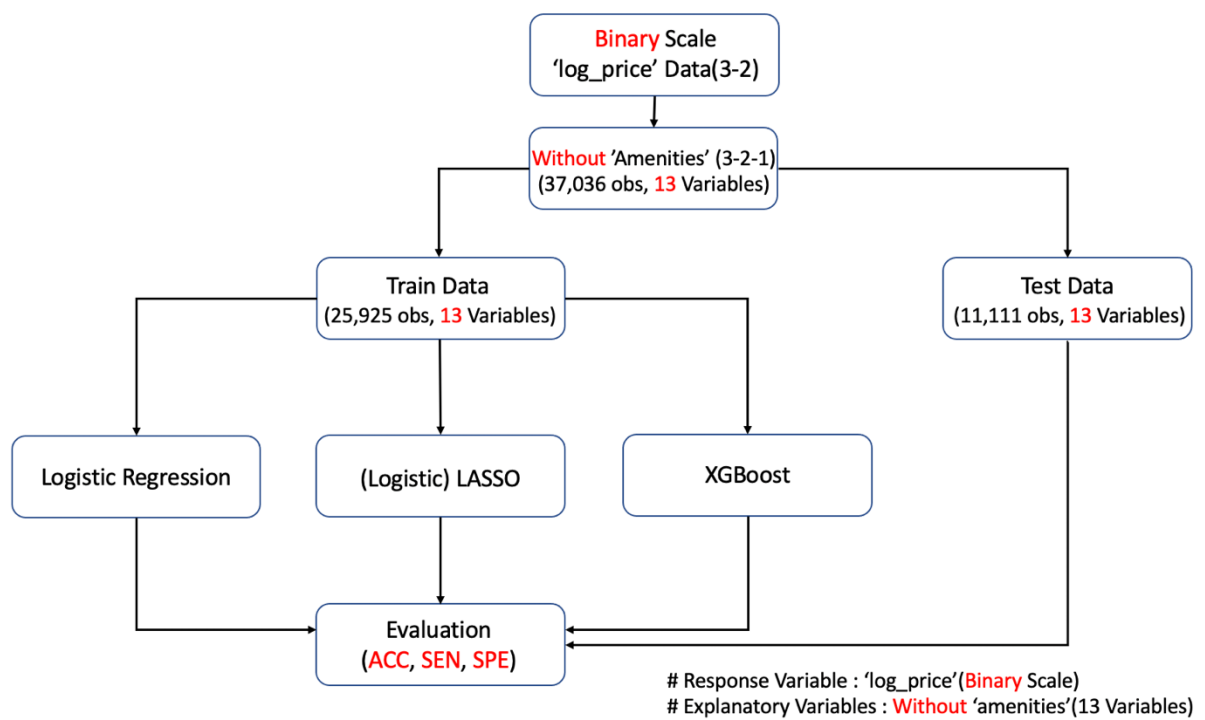 Binary Scale
‘log_price’ Data(3-2)
Without ’Amenities’ (3-2-1)
(37,036 obs, 13 Variables)
Train Data
(25,925 obs, 13 Variables)
Test Data
(11,111 obs, 13 Variables)
Logistic Regression
(Logistic) LASSO
XGBoost
Evaluation
(ACC, SEN, SPE)
# Response Variable : ‘log_price’(Binary Scale)
# Explanatory Variables : Without ‘amenities’(13 Variables)